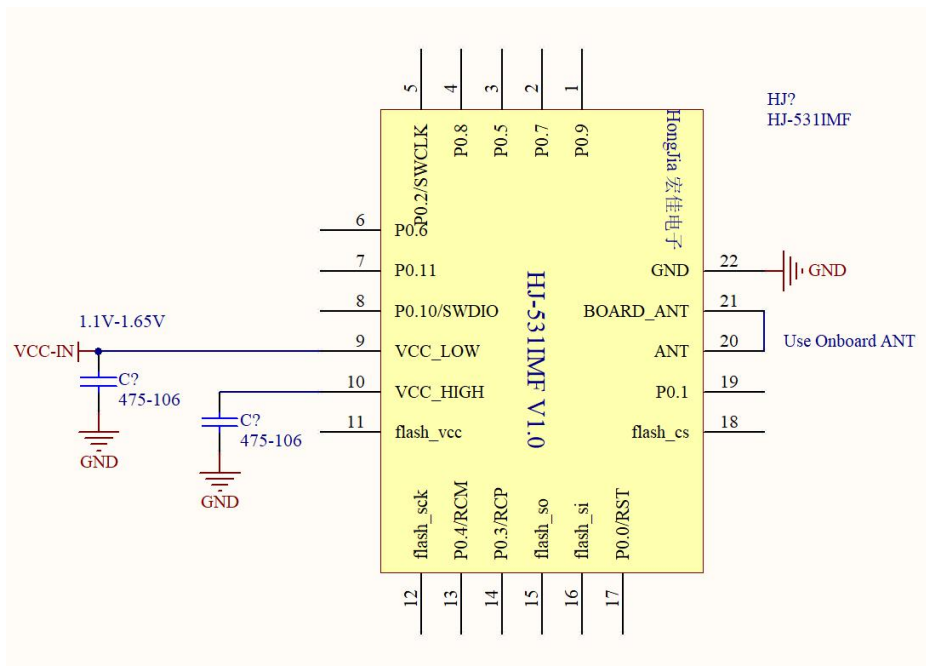 5
4
3
2
1
HJ?
HJ-531IMF
P0.2/SWCLK
P0.8
P0.5
P0.7
P0.9
HongJia 宏佳电子
6
P0.6
7
P0.11
GND
22
GND
8
P0.10/SWDIO
BOARD_ANT
21
1.1V-1.65V
VCC-IN
9
VCC_LOW
ANT
20
Use Onboard ANT
C?
475-106
GND
10
VCC_HIGH
P0.1
19
C?
475-106
GND
11
flash_vcc
flash_cs
18
HJ-531IMF V1.0
flash_sck
P0.4/RCM
P0.3/RCP
flash_so
flash_si
P0.0/RST
12
13
14
15
16
17